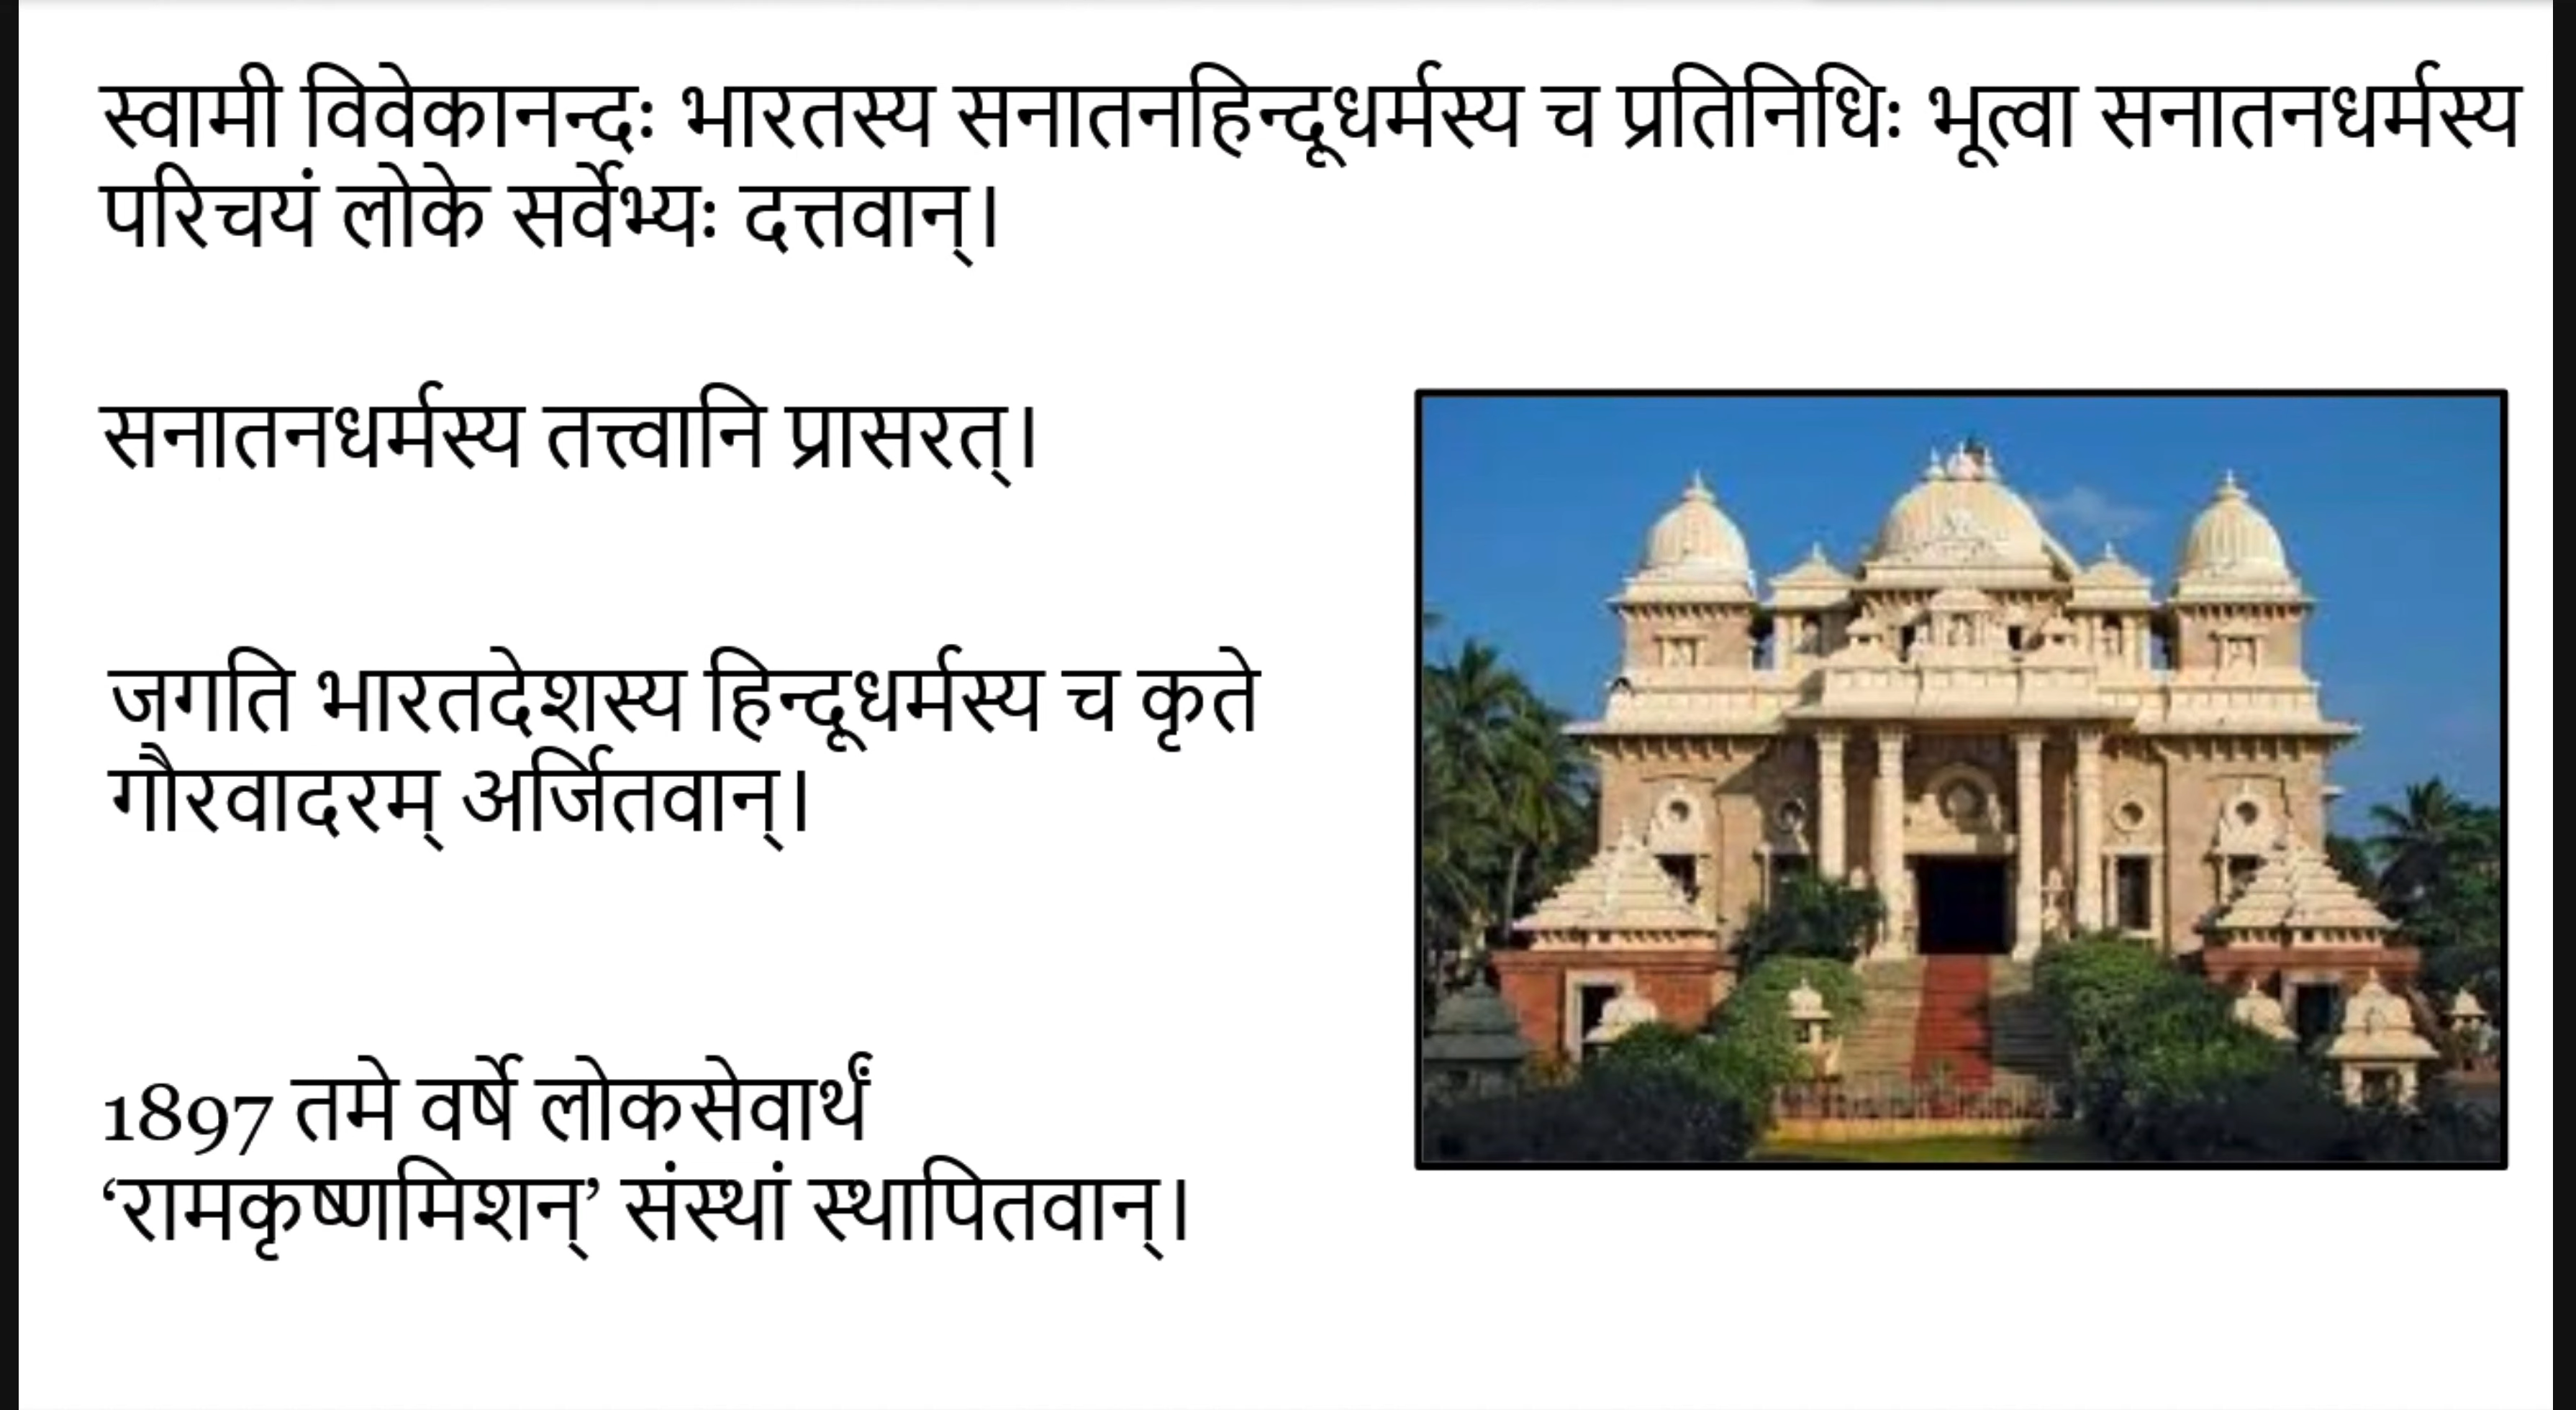 स्वामी विवेकानन्दः भारतस्य सनातनहिन्दूधर्मस्य च प्रतिनिधिः भूत्वा सनातनधर्मस्य
परिचयं लोके सर्वेभ्यः दत्तवान्।
सनातनधर्मस्य तत्त्वानि प्रासरत्।
जगति भारतदेशस्य हिन्दूधर्मस्य च कृते
गौरवादरम् अर्जितवान्।
1897 तमे वर्षे लोकसेवार्थं
‘रामकृष्णमिशन्’ संस्थां स्थापितवान्।